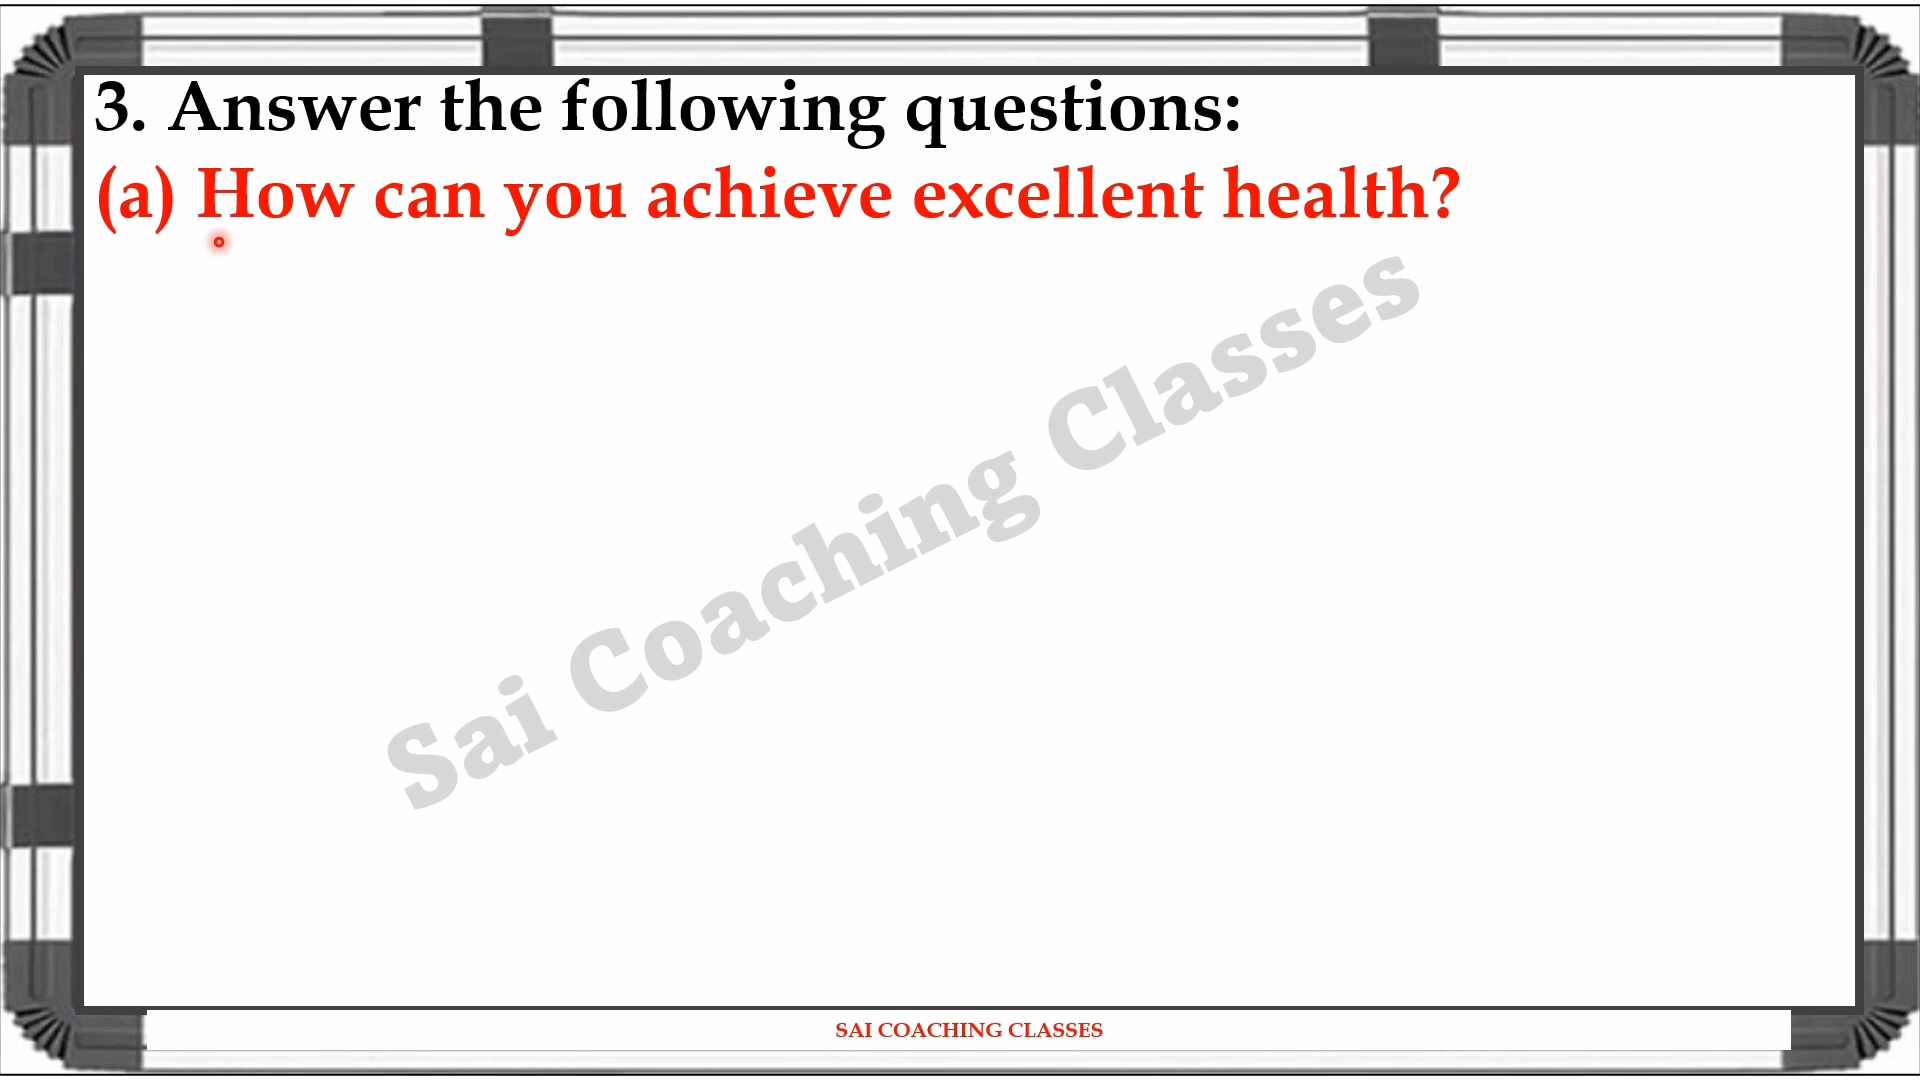 3. Answer the following questions:
(a) How can you achieve excellent health?
Sai Coaching Classes
SAI COACHING CLASSES